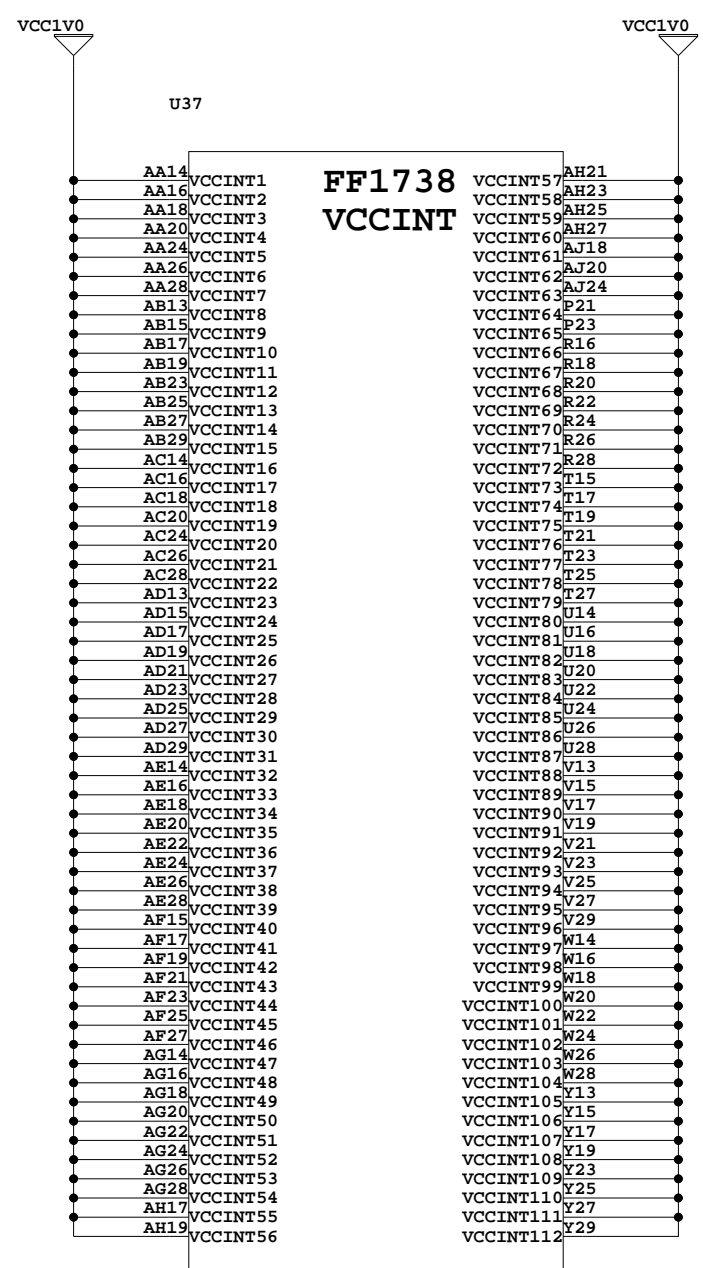 VCC1V0 VCC1V0
U37
FF1738
VCCINT
AA14 VCCINT1 VCCINT57 AH21
AA16 VCCINT2 VCCINT58 AH23
AA18 VCCINT3 VCCINT59 AH25
AA20 VCCINT4 VCCINT60 AH27
AA24 VCCINT5 VCCINT61 AJ18
AA26 VCCINT6 VCCINT62 AJ20
AA28 VCCINT7 VCCINT63 AJ24
AB13 VCCINT8 VCCINT64 P21
AB15 VCCINT9 VCCINT65 P23
AB17 VCCINT10 VCCINT66 R16
AB19 VCCINT11 VCCINT67 R18
AB23 VCCINT12 VCCINT68 R20
AB25 VCCINT13 VCCINT69 R22
AB27 VCCINT14 VCCINT70 R24
AB29 VCCINT15 VCCINT71 R26
AC14 VCCINT16 VCCINT72 R28
AC16 VCCINT17 VCCINT73 T15
AC18 VCCINT18 VCCINT74 T17
AC20 VCCINT19 VCCINT75 T19
AC24 VCCINT20 VCCINT76 T21
AC26 VCCINT21 VCCINT77 T23
AC28 VCCINT22 VCCINT78 T25
AD13 VCCINT23 VCCINT79 T27
AD15 VCCINT24 VCCINT80 U14
AD17 VCCINT25 VCCINT81 U16
AD19 VCCINT26 VCCINT82 U18
AD21 VCCINT27 VCCINT83 U20
AD23 VCCINT28 VCCINT84 U22
AD25 VCCINT29 VCCINT85 U24
AD27 VCCINT30 VCCINT86 U26
AD29 VCCINT31 VCCINT87 U28
AE14 VCCINT32 VCCINT88 V13
AE16 VCCINT33 VCCINT89 V15
AE18 VCCINT34 VCCINT90 V17
AE20 VCCINT35 VCCINT91 V19
AE22 VCCINT36 VCCINT92 V21
AE24 VCCINT37 VCCINT93 V23
AE26 VCCINT38 VCCINT94 V25
AE28 VCCINT39 VCCINT95 V27
AF15 VCCINT40 VCCINT96 V29
AF17 VCCINT41 VCCINT97 W14
AF19 VCCINT42 VCCINT98 W16
AF21 VCCINT43 VCCINT99 W18
AF23 VCCINT44 VCCINT100 W20
AF25 VCCINT45 VCCINT101 W22
AF27 VCCINT46 VCCINT102 W24
AG14 VCCINT47 VCCINT103 W26
AG16 VCCINT48 VCCINT104 W28
AG18 VCCINT49 VCCINT105 Y13
AG20 VCCINT50 VCCINT106 Y15
AG22 VCCINT51 VCCINT107 Y17
AG24 VCCINT52 VCCINT108 Y19
AG26 VCCINT53 VCCINT109 Y23
AG28 VCCINT54 VCCINT110 Y25
AH17 VCCINT55 VCCINT111 Y27
AH19 VCCINT56 VCCINT112 Y29